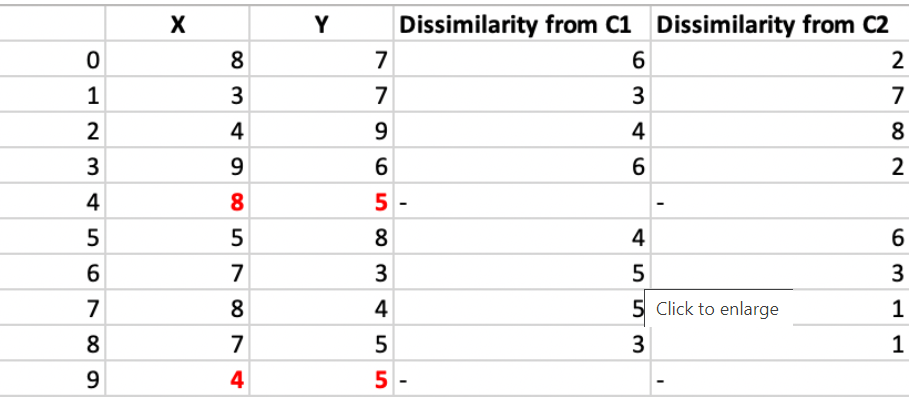 X Y Dissimilarity from C1 Dissimilarity from C2
0 8 7 6 2
1 3 7 3 7
2 4 9 4 8
3 9 6 6 2
4 8 5 - -
5 5 8 4 6
6 7 3 5 3
7 8 4 5 Click to enlarge 1
8 7 5 3 1
9 4 5 - -